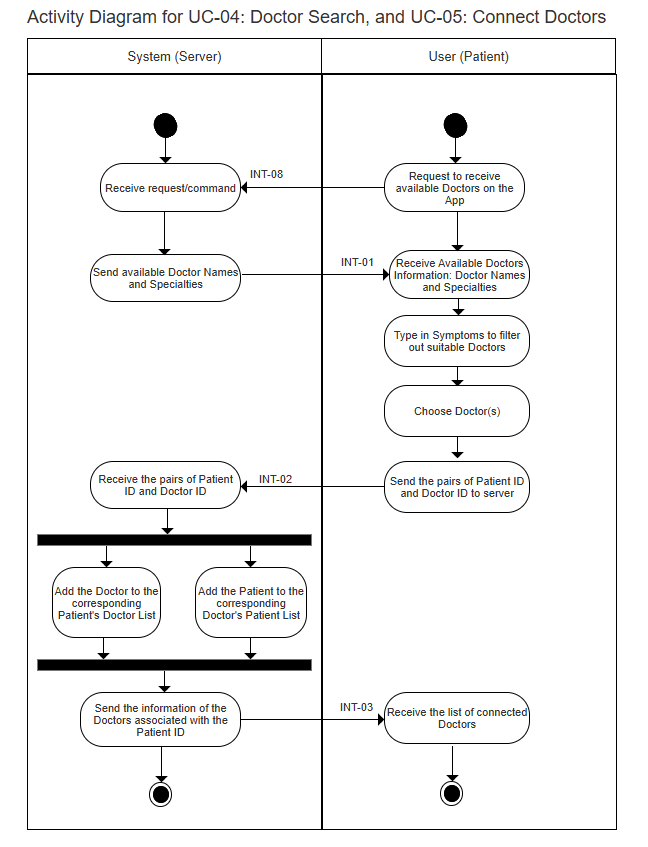 Activity Diagram for UC-04: Doctor Search, and UC-05: Connect Doctors
System (Server)
User (Patient)
Receive request/command
INT-08
Request to receive
available Doctors on the
App
Send available Doctor Names
and Specialties
INT-01
Receive Available Doctors
Information: Doctor Names
and Specialties
Type in Symptoms to filter
out suitable Doctors
Choose Doctor(s)
Receive the pairs of Patient
ID and Doctor ID
INT-02
Send the pairs of Patient ID
and Doctor ID to server
Add the Doctor to the
corresponding
Patient's Doctor List
Add the Patient to the
corresponding
Doctor's Patient List
Send the information of the
Doctors associated with the
Patient ID
INT-03
Receive the list of connected
Doctors